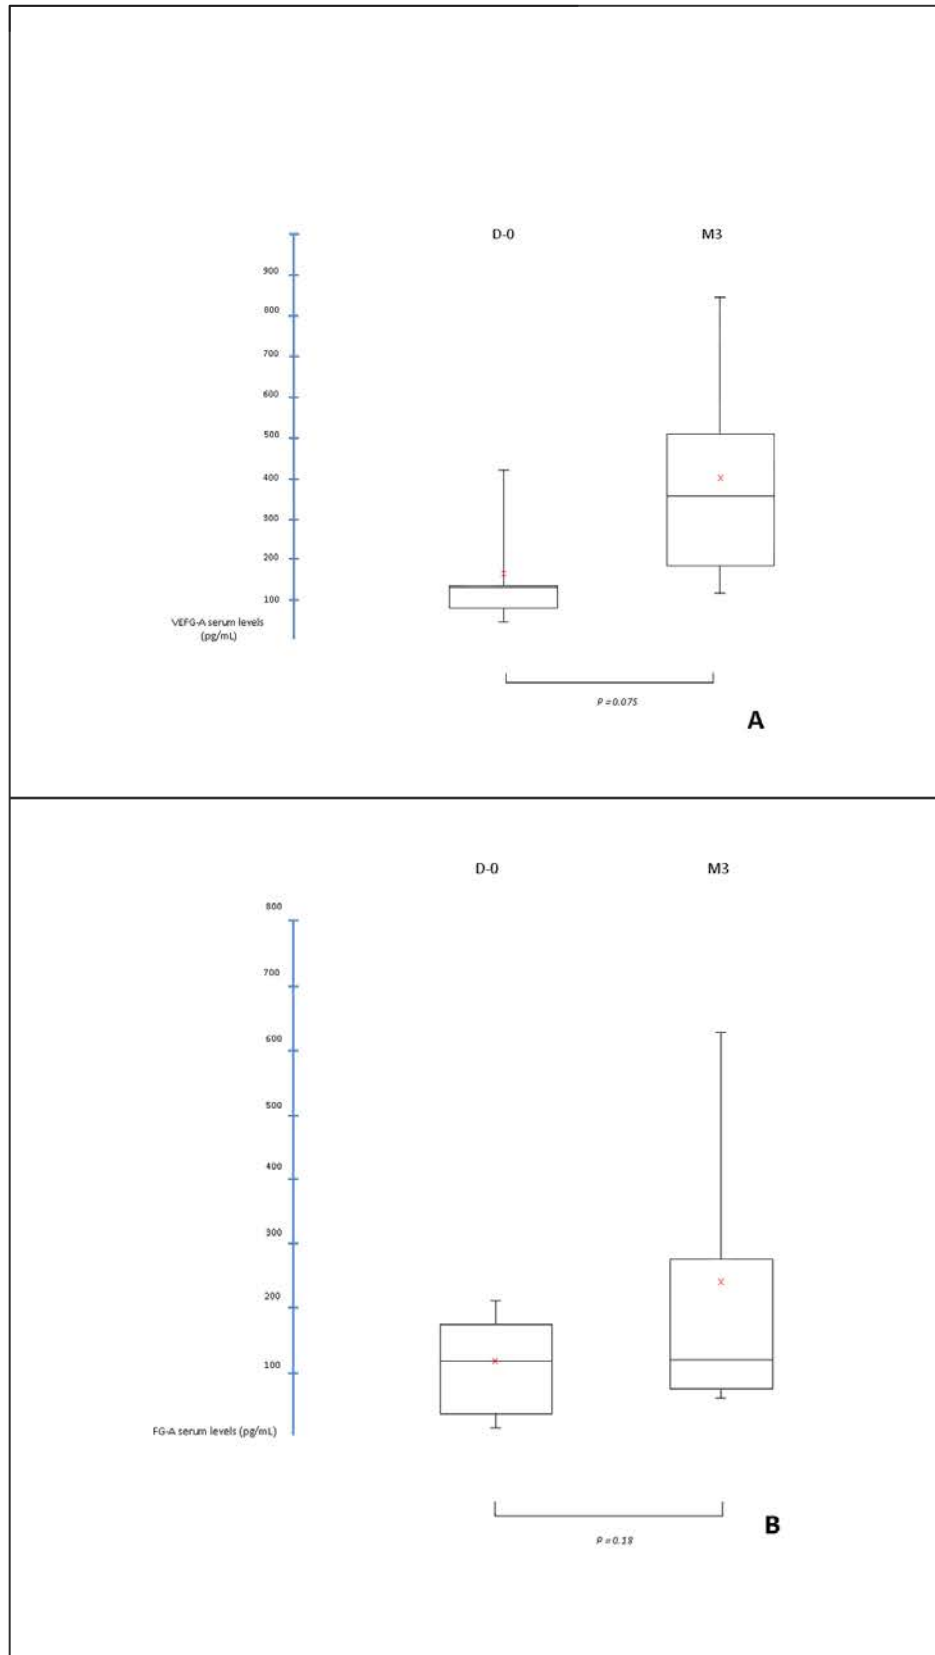 D-0
M3
900
800
700
600
500
400
300
200
100
VEFG-A serum levels
(pg/mL)
P = 0.075
A
D-0
M3
800
700
600
500
400
300
200
100
FG-A serum levels (pg/mL)
P = 0.18
B